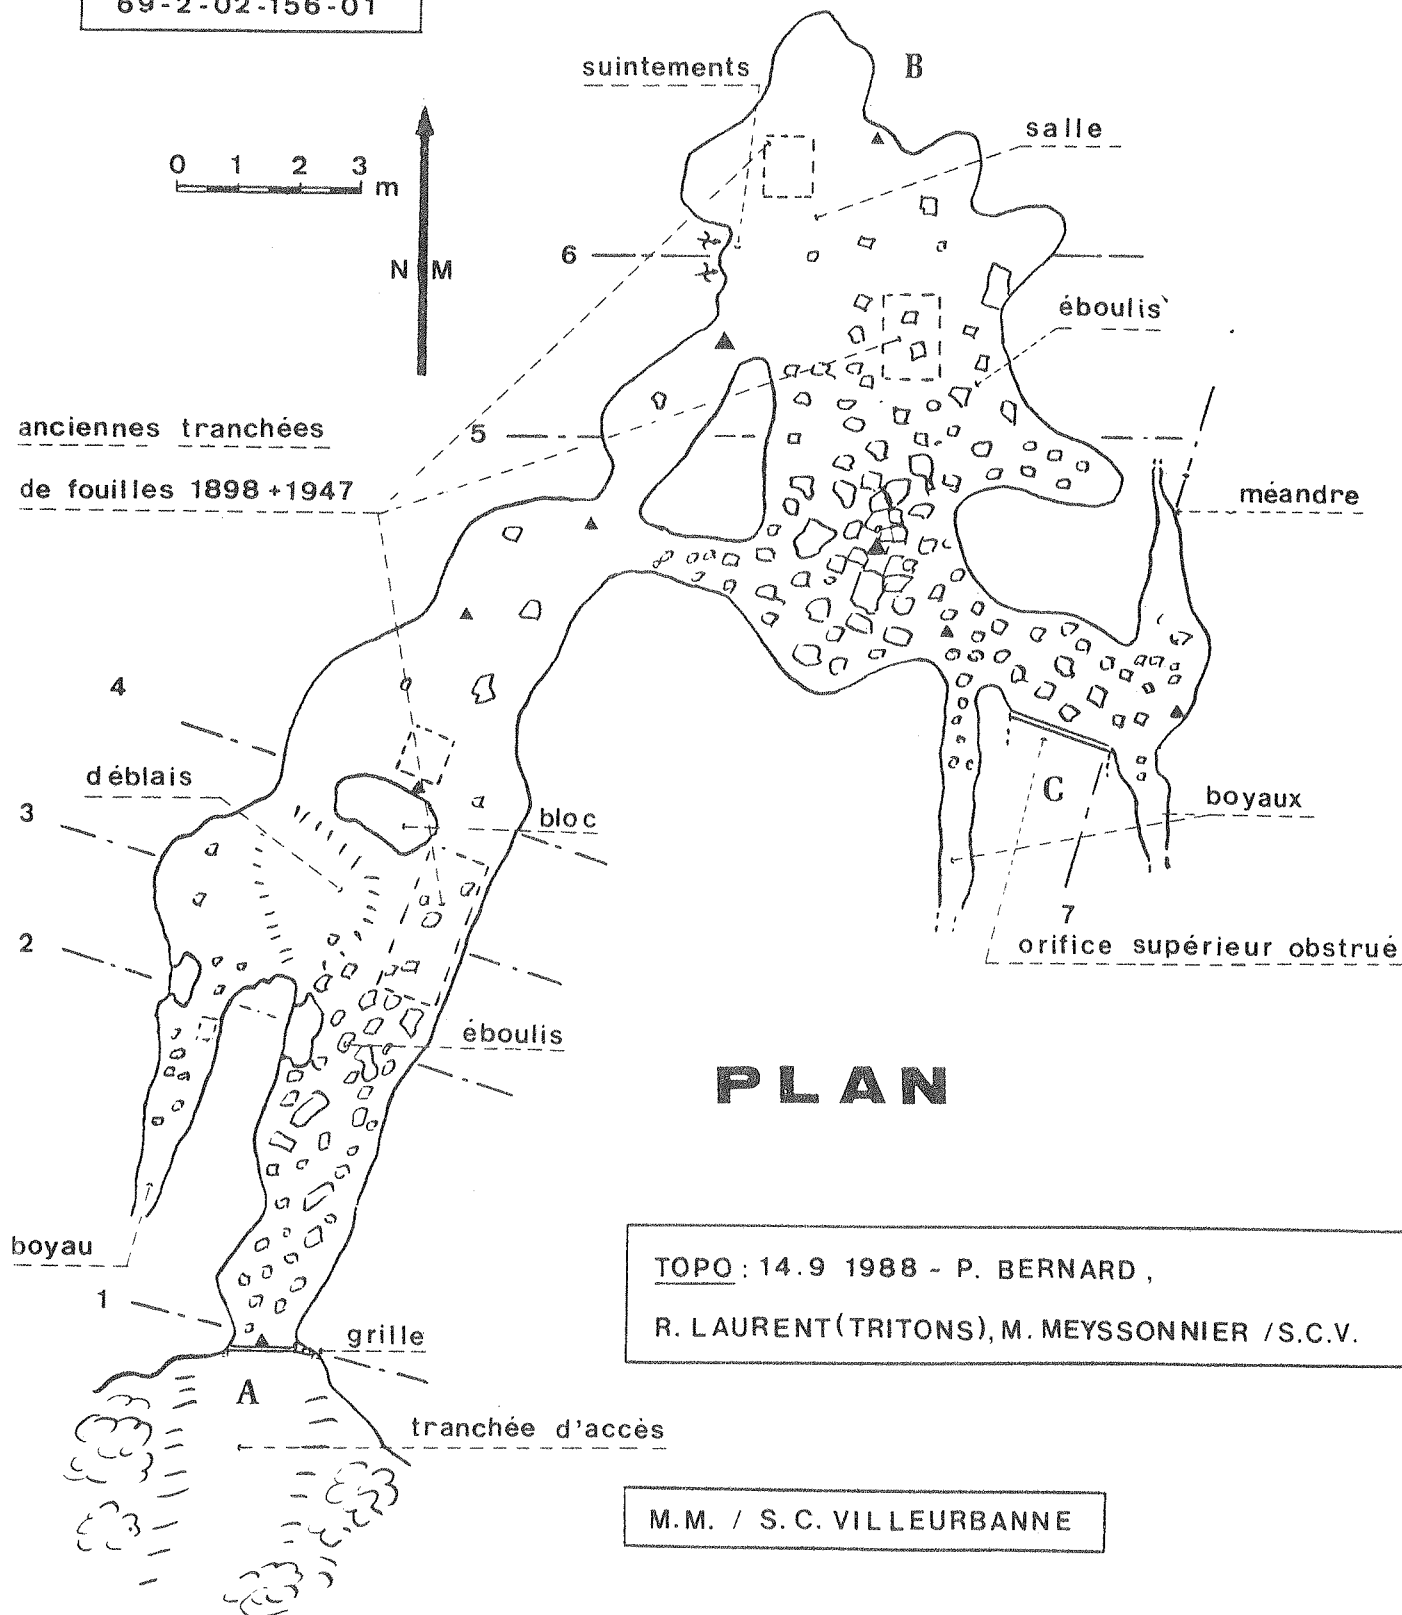 69-2-02-156-01
suintements
B
salle
0 1 2 3 m
N M
6
éboulis
anciennes tranchées
de fouilles 1898+1947
5
méandre
4
déblais
3
bloc
C
boyaux
7
2
orifice supérieur obstrué
éboulis
PLAN
boyau
1
grille
TOPO : 14.9 1988 - P. BERNARD ,
R. LAURENT(TRITONS), M. MEYSSONNIER / S.C.V.
A
tranchée d'accès
M.M. / S.C. VILLEURBANNE